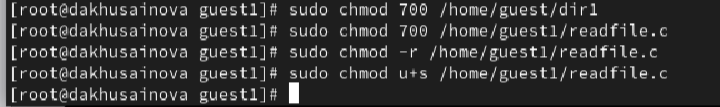 [root@dakhusainova guest1]# sudo chmod 700 /home/guest/dir1
[root@dakhusainova guest1]# sudo chmod 700 /home/guest1/readfile.c
[root@dakhusainova guest1]# sudo chmod -r /home/guest1/readfile.c
[root@dakhusainova guest1]# sudo chmod u+s /home/guest1/readfile.c
[root@dakhusainova guest1]#